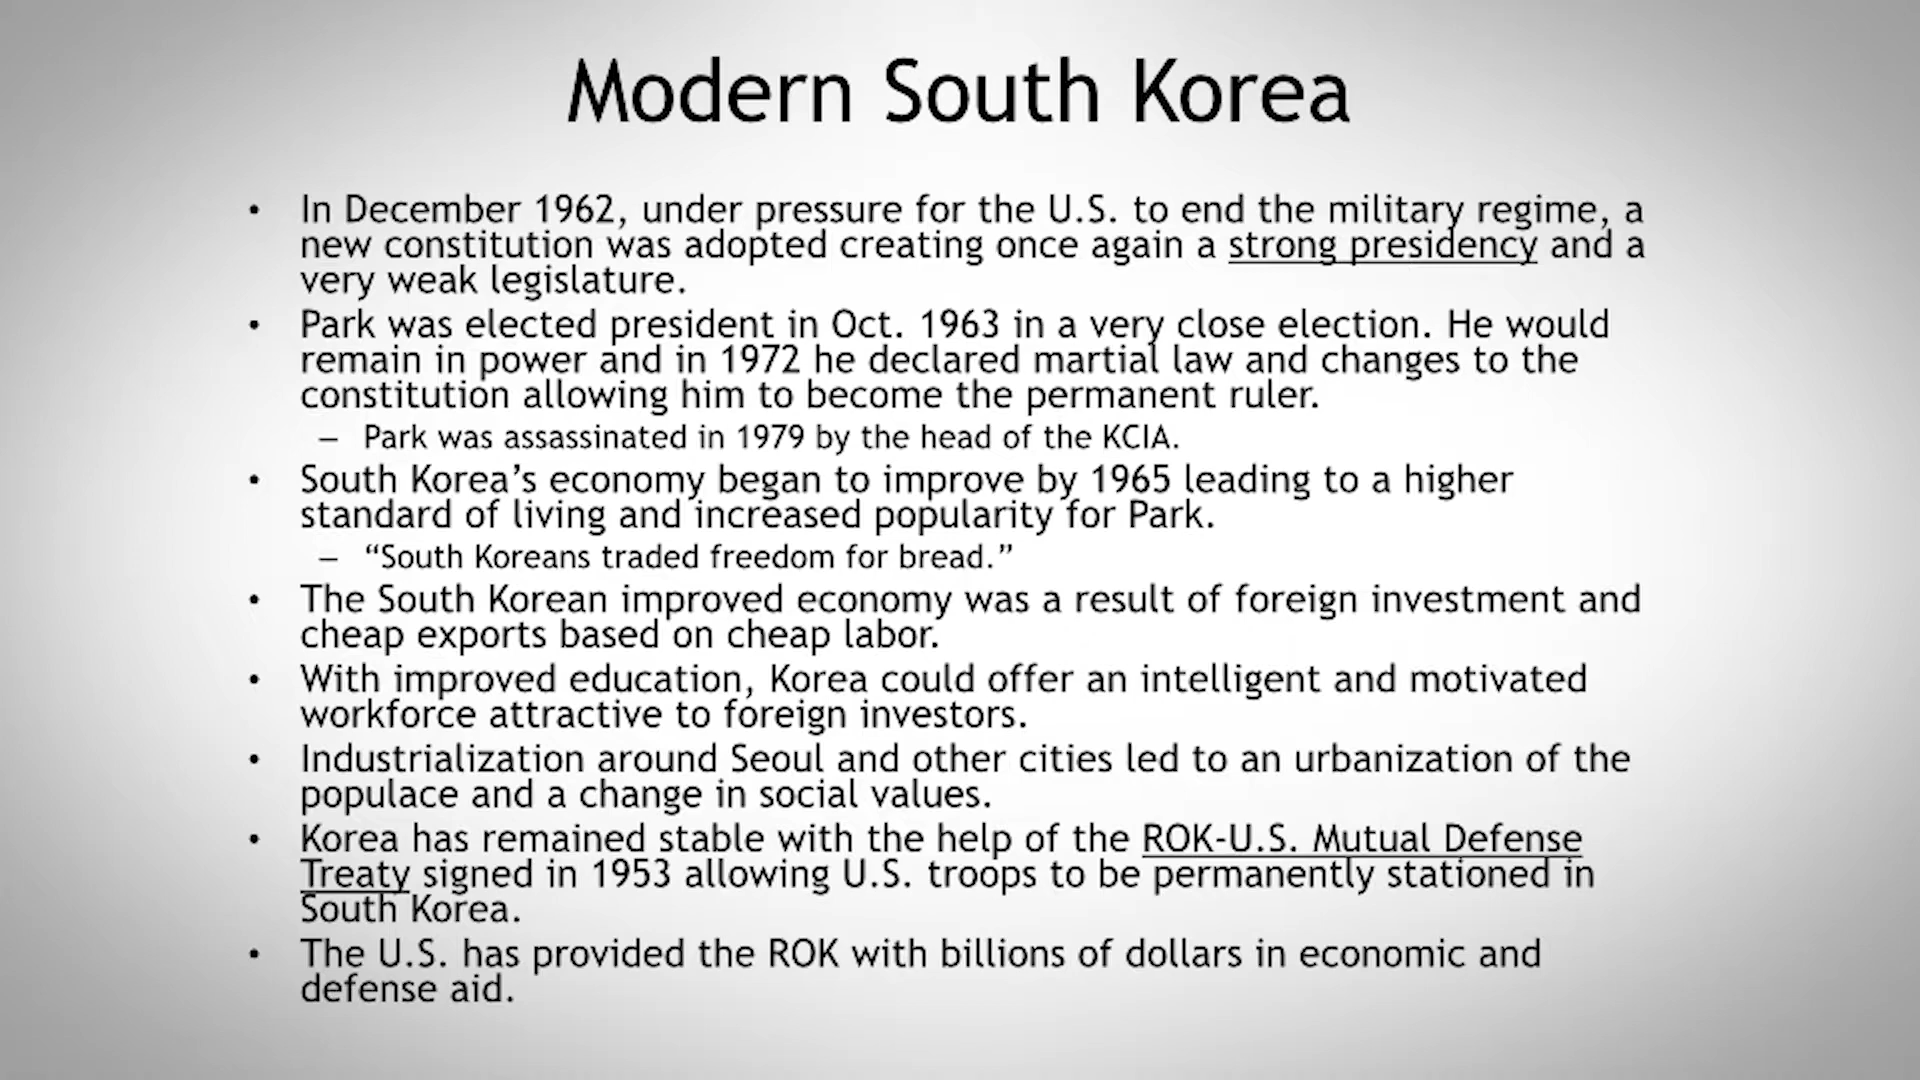 Modern South Korea
• In December 1962, under pressure for the U.S. to end the military regime, a
new constitution was adopted creating once again a strong presidency and a
very weak legislature.
• Park was elected president in Oct. 1963 in a very close election. He would
remain in power and in 1972 he declared martial law and changes to the
constitution allowing him to become the permanent ruler.
– Park was assassinated in 1979 by the head of the KCIA.
• South Korea’s economy began to improve by 1965 leading to a higher
standard of living and increased popularity for Park.
– “South Koreans traded freedom for bread.”
• The South Korean improved economy was a result of foreign investment and
cheap exports based on cheap labor.
• With improved education, Korea could offer an intelligent and motivated
workforce attractive to foreign investors.
• Industrialization around Seoul and other cities led to an urbanization of the
populace and a change in social values.
• Korea has remained stable with the help of the ROK-U.S. Mutual Defense
Treaty signed in 1953 allowing U.S. troops to be permanently stationed in
South Korea.
• The U.S. has provided the ROK with billions of dollars in economic and
defense aid.